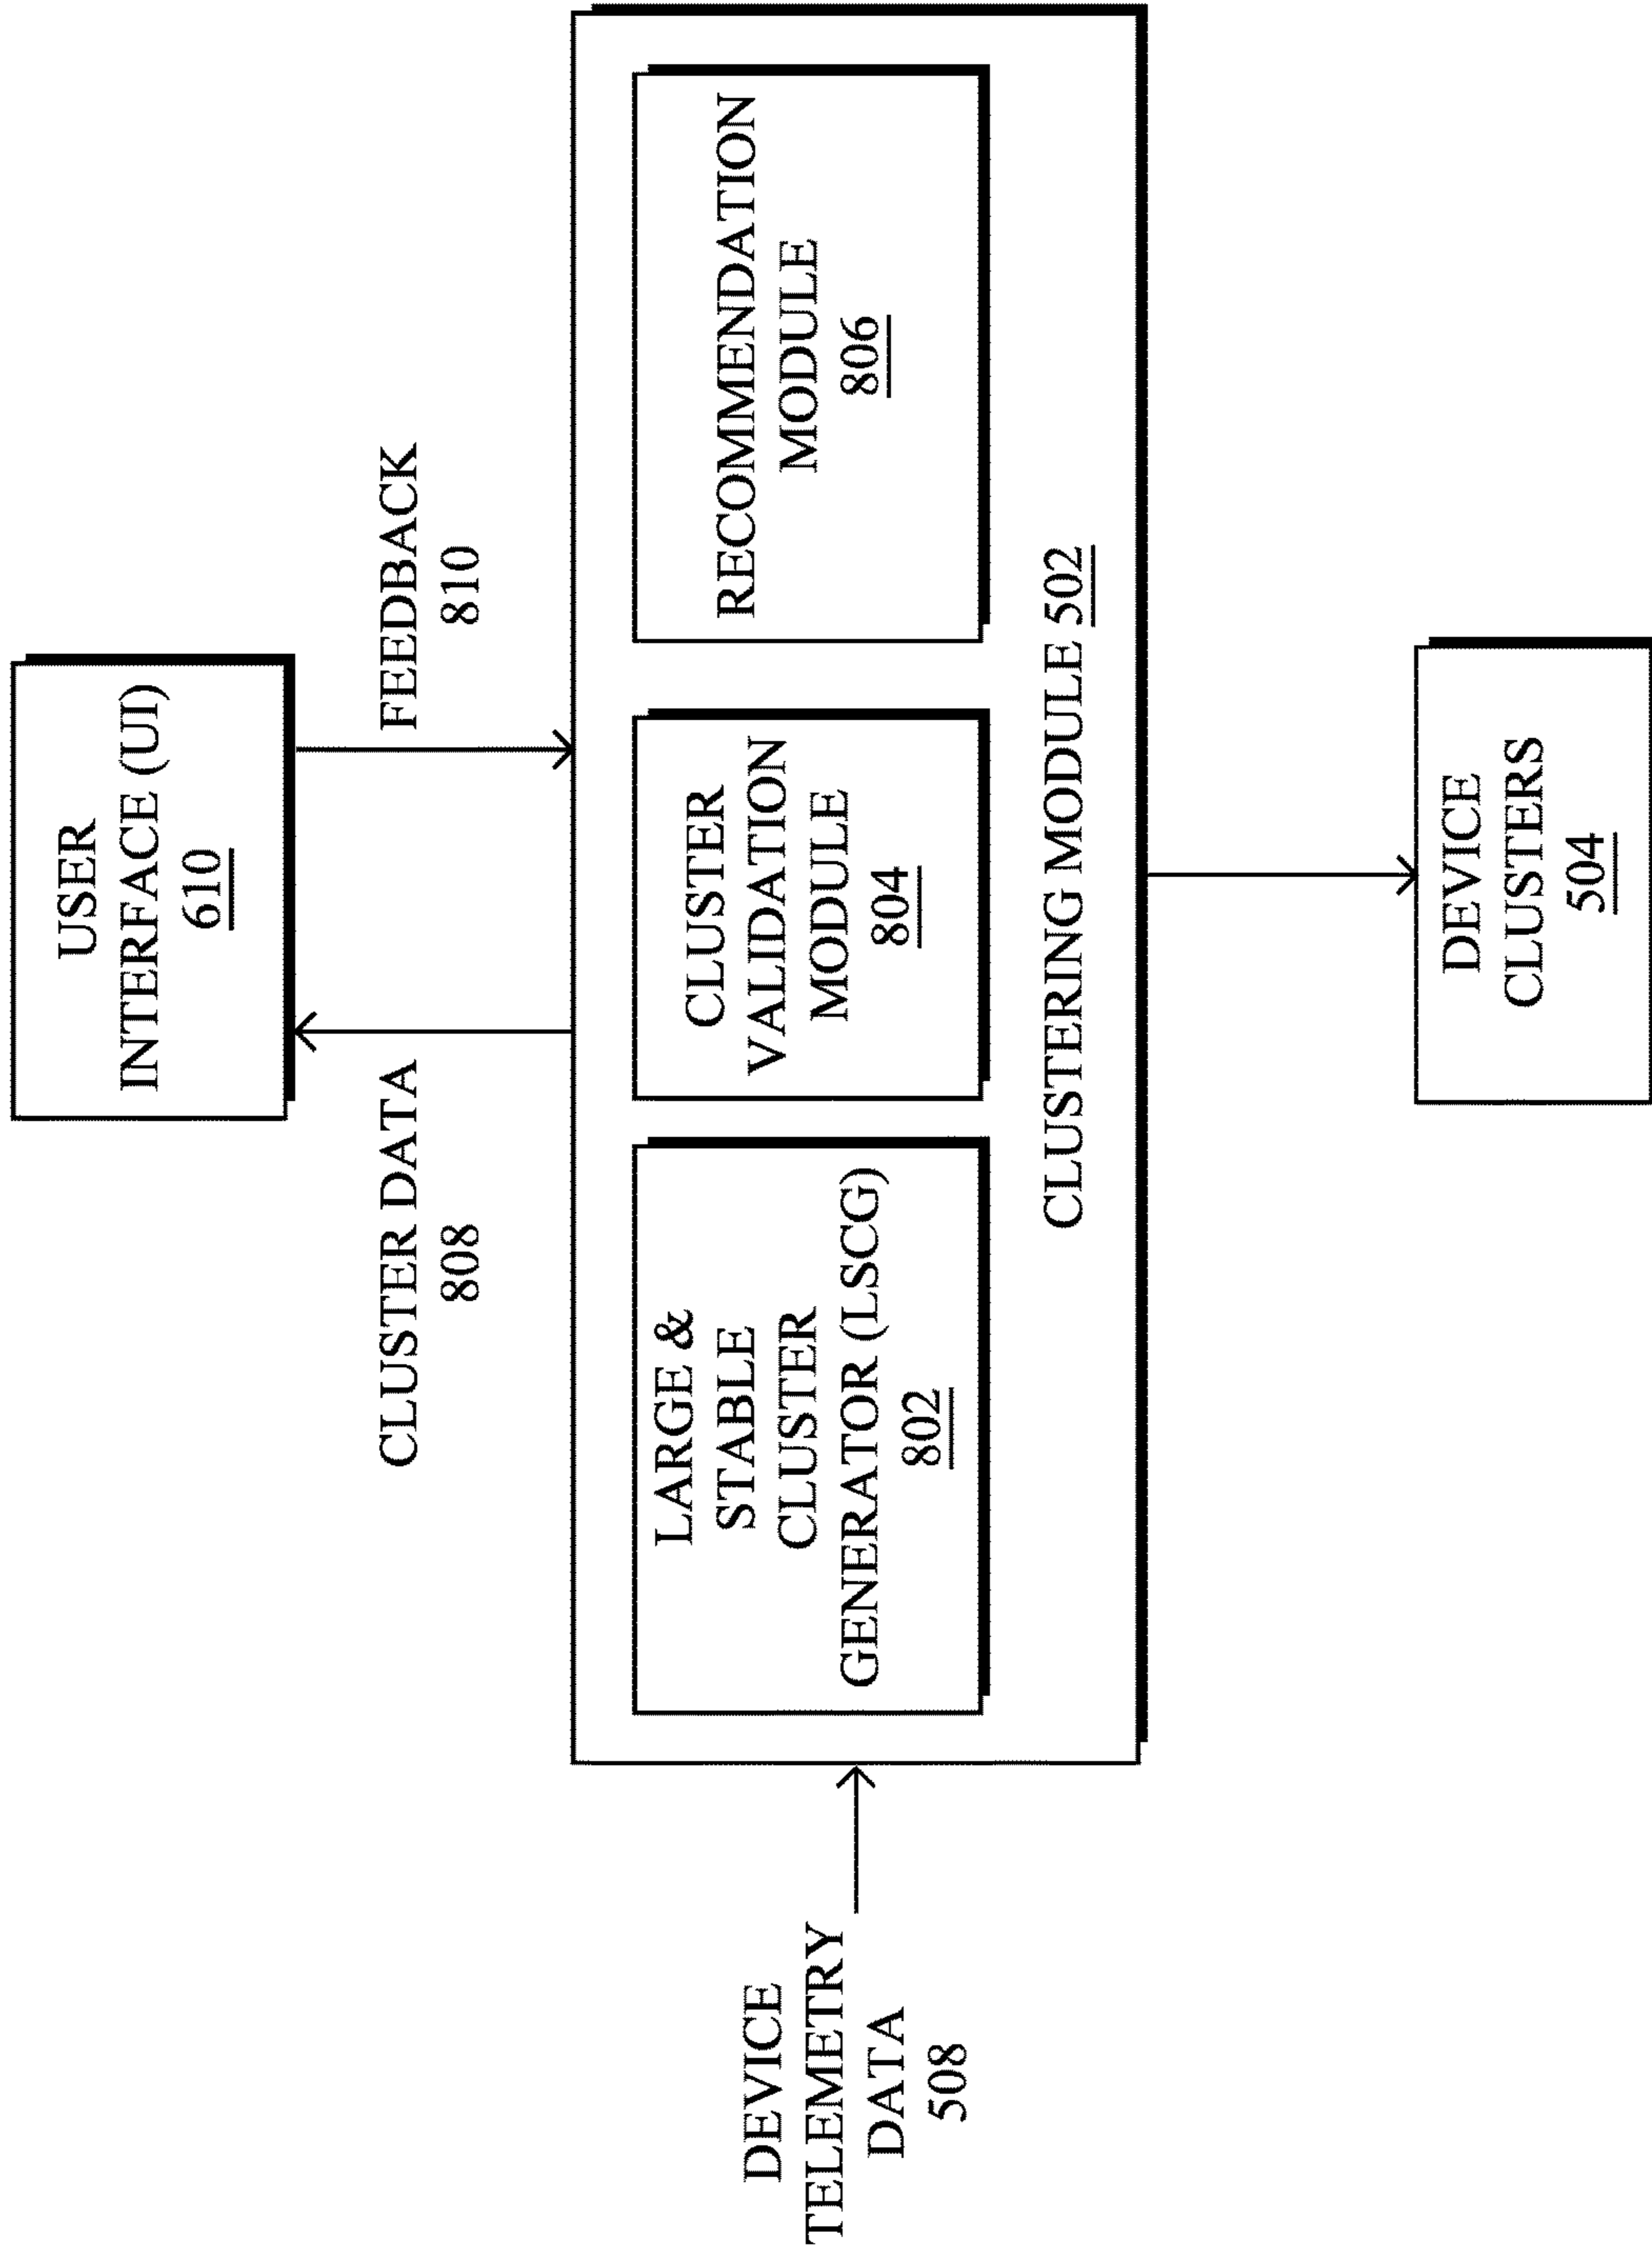 USER
INTERFACE (UI)
610
CLUSTER DATA
808
FEEDBACK
810
DEVICE
TELEMETRY
DATA
508
LARGE &
STABLE
CLUSTER
GENERATOR (LSCG)
802
CLUSTER
VALIDATION
MODULE
804
RECOMMENDATION
MODULE
806
CLUSTERING MODULE 502
DEVICE
CLUSTERS
504